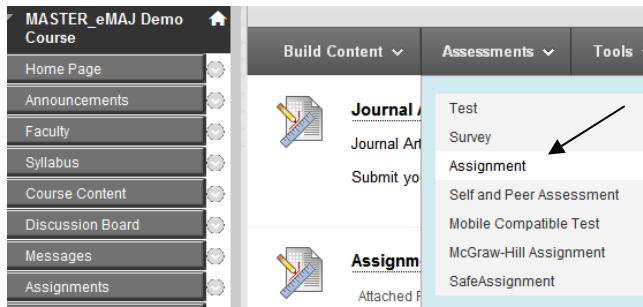 MASTER_eMAJ Demo
Course
Home Page
Announcements
Faculty
Syllabus
Course Content
Discussion Board
Messages
Assignments
Build Content
Assessments
Tools
Journal
Journal Art
Submit yo
Assignm
Attached F
Test
Survey
Assignment
Self and Peer Assessment
Mobile Compatible Test
McGraw-Hill Assignment
SafeAssignment